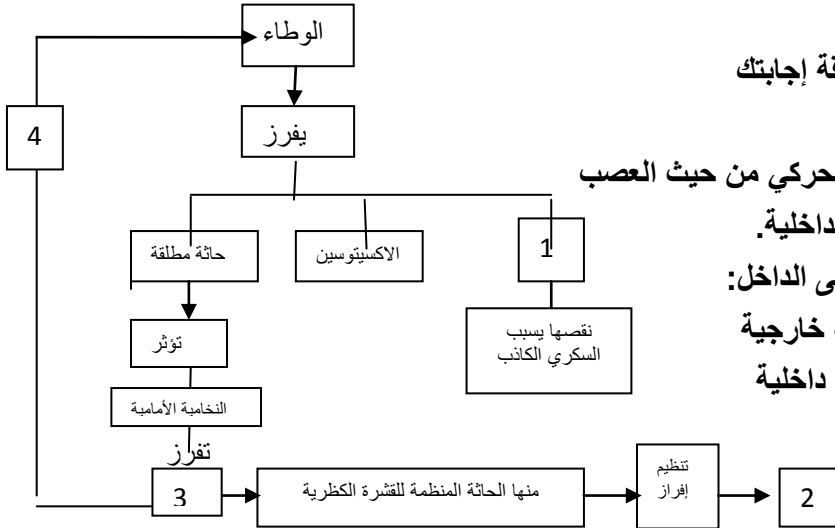 الوطاء
فة إجابتك
4
يفرز
حركي من حيث العصب
داخلية.
حاثة مطلقة
الاكسيتوسين
1
ى الداخل:
خارجية
نقصها يسبب
السكري الكاذب
تؤثر
داخلية
النخامية الأمامية
تفرز
3
منها الحاثة المنظمة للقشرة الكظرية
تنظيم
إفراز
2